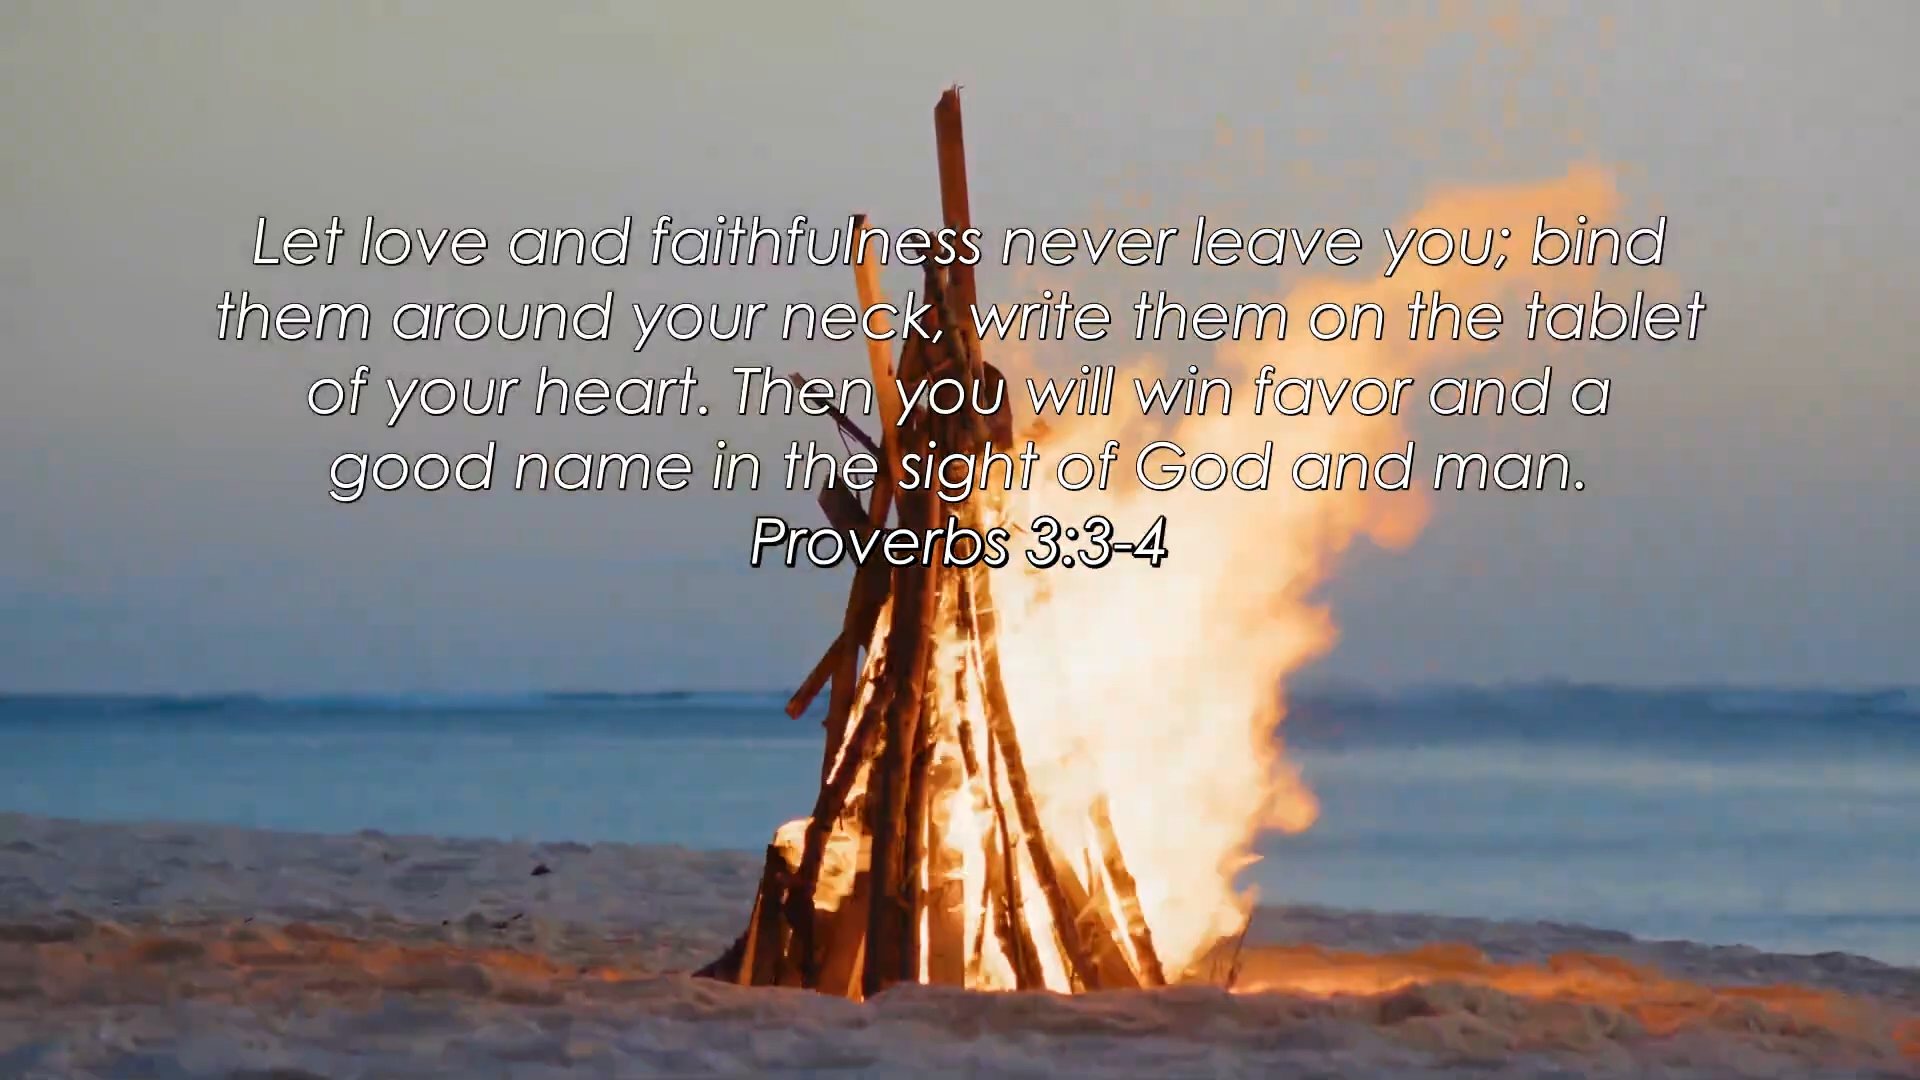 Let love and faithfulness never leave you; bind
them around your neck, write them on the tablet
of your heart. Then you will win favor and a
good name in the sight of God and man.
Proverbs 3:3-4